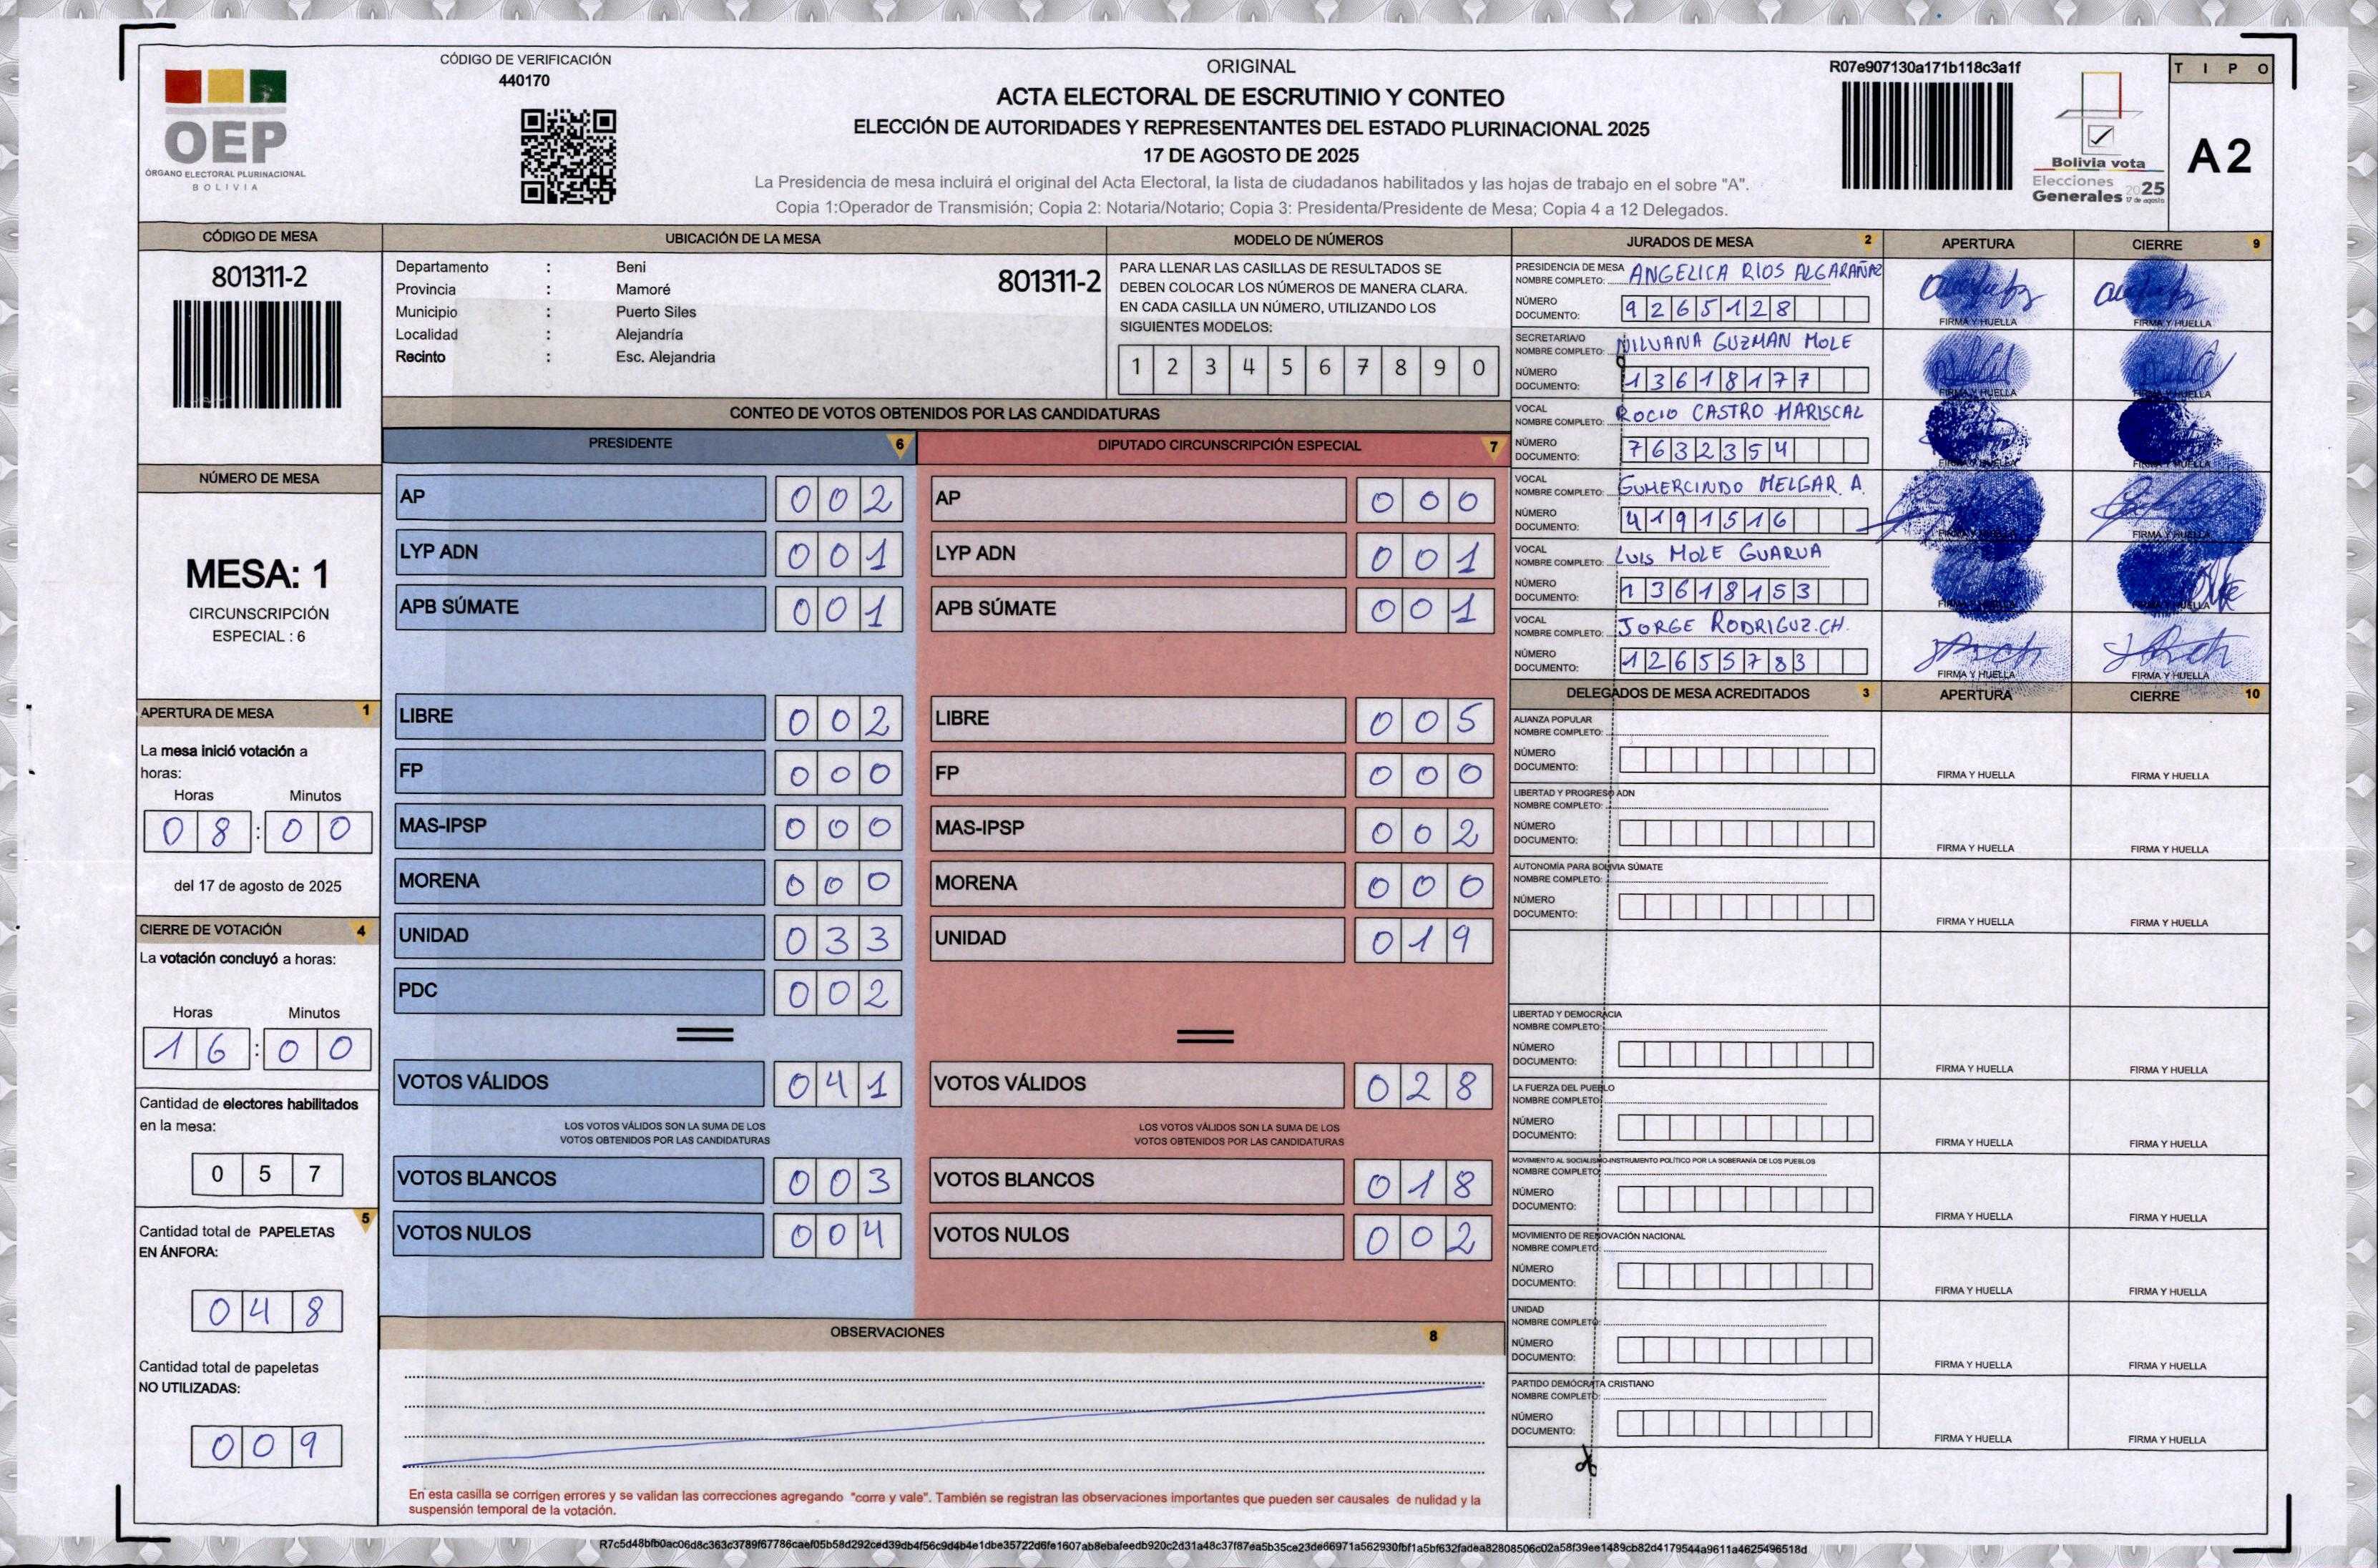 CÓDIGO DE VERIFICACIÓN
440170
OEP
ÓRGANO ELECTORAL PLURINACIONAL
BOLIVIA
ORIGINAL
ACTA ELECTORAL DE ESCRUTINIO Y CONTEO
ELECCIÓN DE AUTORIDADES Y REPRESENTANTES DEL ESTADO PLURINACIONAL 2025
17 DE AGOSTO DE 2025
La Presidencia de mesa incluirá el original del Acta Electoral, la lista de ciudadanos habilitados y las hojas de trabajo en el sobre "A".
Copia 1:Operador de Transmisión; Copia 2: Notaria/Notario; Copia 3: Presidenta/Presidente de Mesa; Copia 4 a 12 Delegados.
R07e907130a171b118c3a1f
Bolivia vota
Elecciones
Generales 2025
17 de agosto
TIPO
A2
CÓDIGO DE MESA
801311-2
NÚMERO DE MESA
MESA: 1
CIRCUNSCRIPCIÓN
ESPECIAL : 6
APERTURA DE MESA 1
La mesa inició votación a
horas:
Horas Minutos
08:00
del 17 de agosto de 2025
CIERRE DE VOTACIÓN 4
La votación concluyó a horas:
Horas Minutos
16:00
Cantidad de electores habilitados
en la mesa:
057
5
Cantidad total de PAPELETAS
EN ÁNFORA:
048
Cantidad total de papeletas
NO UTILIZADAS:
009
UBICACIÓN DE LA MESA
Departamento : Beni
801311-2
Provincia : Mamoré
Municipio : Puerto Siles
Localidad : Alejandría
Recinto : Esc. Alejandria
MODELO DE NÚMEROS
PARA LLENAR LAS CASILLAS DE RESULTADOS SE
DEBEN COLOCAR LOS NÚMEROS DE MANERA CLARA.
EN CADA CASILLA UN NÚMERO, UTILIZANDO LOS
SIGUIENTES MODELOS:
1 2 3 4 5 6 7 8 9 0
CONTEO DE VOTOS OBTENIDOS POR LAS CANDIDATURAS
PRESIDENTE 6
AP 002
LYP ADN 001
APB SÚMATE 001
LIBRE 002
FP 000
MAS-IPSP 000
MORENA 000
UNIDAD 033
PDC 002
VOTOS VÁLIDOS 041
LOS VOTOS VÁLIDOS SON LA SUMA DE LOS
VOTOS OBTENIDOS POR LAS CANDIDATURAS
VOTOS BLANCOS 003
VOTOS NULOS 004
DIPUTADO CIRCUNSCRIPCIÓN ESPECIAL 7
AP 000
LYP ADN 001
APB SÚMATE 001
LIBRE 005
FP 000
MAS-IPSP 002
MORENA 000
UNIDAD 019
VOTOS VÁLIDOS 028
LOS VOTOS VÁLIDOS SON LA SUMA DE LOS
VOTOS OBTENIDOS POR LAS CANDIDATURAS
VOTOS BLANCOS 018
VOTOS NULOS 002
OBSERVACIONES 8
En esta casilla se corrigen errores y se validan las correcciones agregando "corre y vale". También se registran las observaciones importantes que pueden ser causales de nulidad y la
suspensión temporal de la votación.
JURADOS DE MESA 2 APERTURA CIERRE 9
PRESIDENCIA DE MESA
NOMBRE COMPLETO: ANGELICA RIOS ALGARAÑAZ
NÚMERO
DOCUMENTO: 9265128
FIRMA Y HUELLA FIRMA Y HUELLA
SECRETARIA/O
NOMBRE COMPLETO: NILVANA GUZMAN MOLE
NÚMERO
DOCUMENTO: 13618177
FIRMA Y HUELLA FIRMA Y HUELLA
VOCAL
NOMBRE COMPLETO: ROCIO CASTRO MARISCAL
NÚMERO
DOCUMENTO: 7632354
FIRMA Y HUELLA FIRMA Y HUELLA
VOCAL
NOMBRE COMPLETO: GUMERCINDO MELGAR. A.
NÚMERO
DOCUMENTO: 4191516
FIRMA Y HUELLA FIRMA Y HUELLA
VOCAL
NOMBRE COMPLETO: LUIS MOLE GUARUA
NÚMERO
DOCUMENTO: 13618153
FIRMA Y HUELLA FIRMA Y HUELLA
VOCAL
NOMBRE COMPLETO: JORGE RODRIGUZ.CH.
NÚMERO
DOCUMENTO: 12655783
FIRMA Y HUELLA FIRMA Y HUELLA
DELEGADOS DE MESA ACREDITADOS 3 APERTURA CIERRE 10
ALIANZA POPULAR
NOMBRE COMPLETO:
NÚMERO
DOCUMENTO:
FIRMA Y HUELLA FIRMA Y HUELLA
LIBERTAD Y PROGRESO ADN
NOMBRE COMPLETO:
NÚMERO
DOCUMENTO:
FIRMA Y HUELLA FIRMA Y HUELLA
AUTONOMÍA PARA BOLIVIA SÚMATE
NOMBRE COMPLETO:
NÚMERO
DOCUMENTO:
FIRMA Y HUELLA FIRMA Y HUELLA
LIBERTAD Y DEMOCRACIA
NOMBRE COMPLETO:
NÚMERO
DOCUMENTO:
FIRMA Y HUELLA FIRMA Y HUELLA
LA FUERZA DEL PUEBLO
NOMBRE COMPLETO:
NÚMERO
DOCUMENTO:
FIRMA Y HUELLA FIRMA Y HUELLA
MOVIMIENTO AL SOCIALISMO-INSTRUMENTO POLÍTICO POR LA SOBERANÍA DE LOS PUEBLOS
NOMBRE COMPLETO:
NÚMERO
DOCUMENTO:
FIRMA Y HUELLA FIRMA Y HUELLA
MOVIMIENTO DE RENOVACIÓN NACIONAL
NOMBRE COMPLETO:
NÚMERO
DOCUMENTO:
FIRMA Y HUELLA FIRMA Y HUELLA
UNIDAD
NOMBRE COMPLETO:
NÚMERO
DOCUMENTO:
FIRMA Y HUELLA FIRMA Y HUELLA
PARTIDO DEMÓCRATA CRISTIANO
NOMBRE COMPLETO:
NÚMERO
DOCUMENTO:
FIRMA Y HUELLA FIRMA Y HUELLA